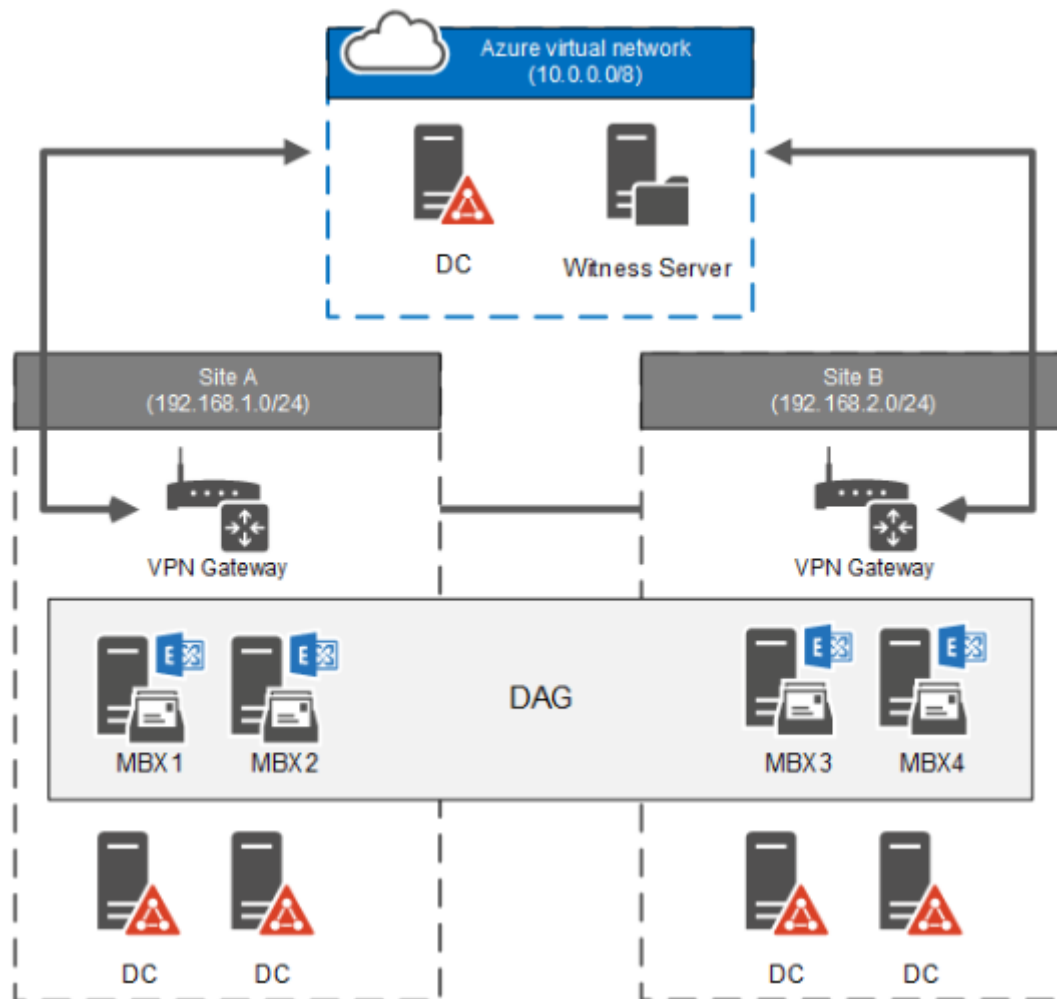 Azure virtual network
(10.0.0.0/8)
DC
Witness Server
Site A
(192.168.1.0/24)
Site B
(192.168.2.0/24)
VPN Gateway
VPN Gateway
E
E
E
E
DAG
MBX1
MBX2
MBX3
MBX4
DC
DC
DC
DC